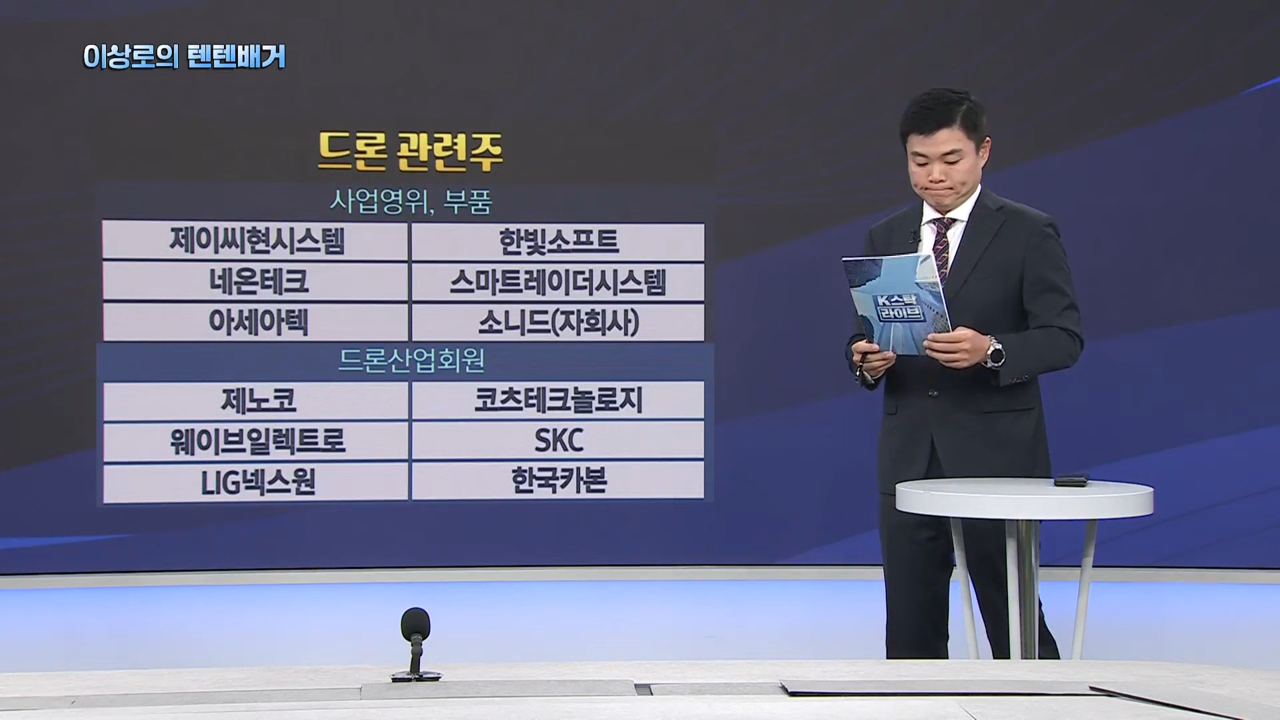 이상로의 텐텐배거
드론 관련주
사업영위, 부품
제이씨현시스템 한빛소프트
네온테크 스마트레이더시스템
아세아텍 소니드(자회사)
드론산업회원
제노코 코츠테크놀로지
웨이브일렉트로 SKC
LIG넥스원 한국카본
K스탁
라이브